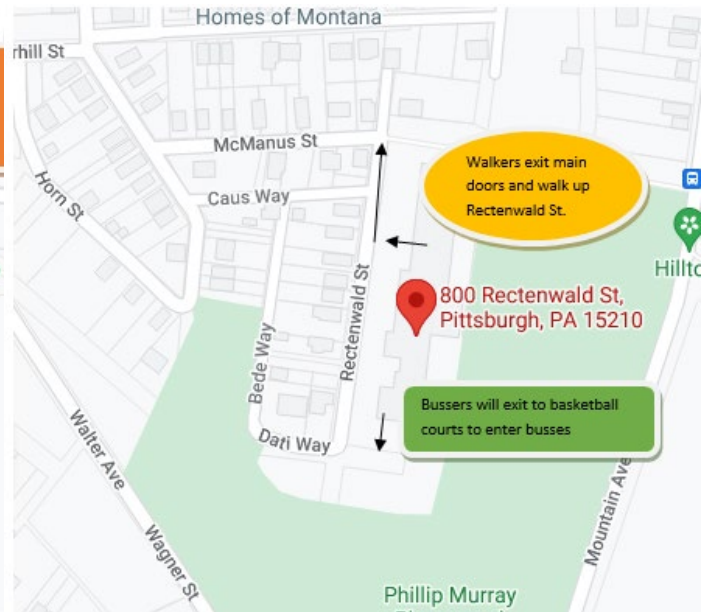 Homes of Montana
rhill St
McManus St
Walkers exit main
doors and walk up
Rectenwald St.
Caus Way
Horn St
Hillto
800 Rectenwald St,
Pittsburgh, PA 15210
Rectenwald St
Bede Way
Bussers will exit to basketball
courts to enter busses
Dati Way
Walter Ave
Mountain Ave
Wagner St
Phillip Murray